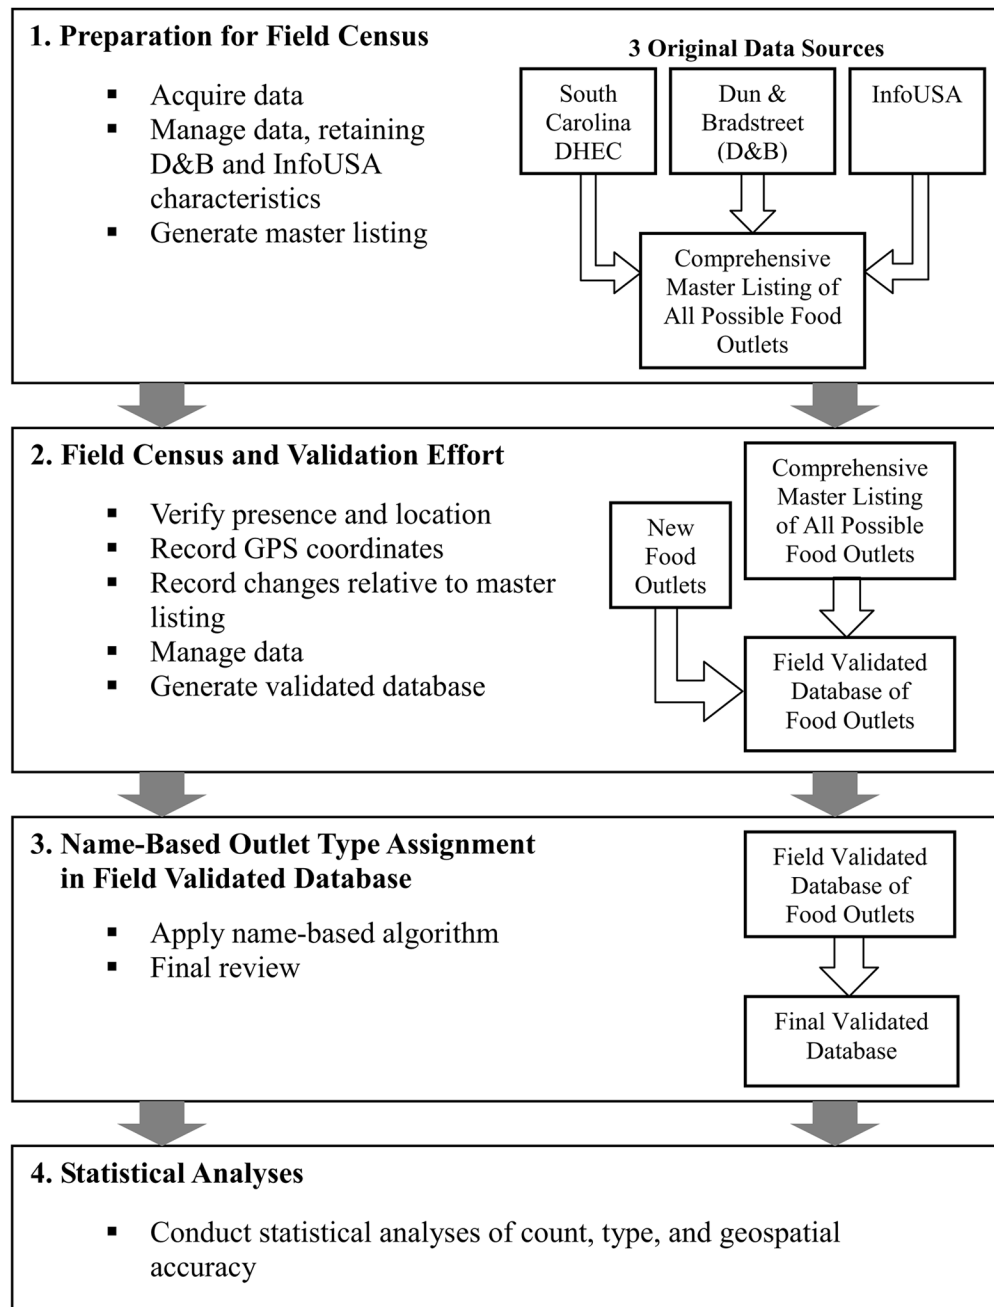 1. Preparation for Field Census
▪ Acquire data
▪ Manage data, retaining
D&B and InfoUSA
characteristics
▪ Generate master listing
3 Original Data Sources
South
Carolina
DHEC
Dun &
Bradstreet
(D&B)
InfoUSA
Comprehensive
Master Listing of
All Possible Food
Outlets
2. Field Census and Validation Effort
▪ Verify presence and location
▪ Record GPS coordinates
▪ Record changes relative to master
listing
▪ Manage data
▪ Generate validated database
New
Food
Outlets
Comprehensive
Master Listing
of All Possible
Food Outlets
Field Validated
Database of
Food Outlets
3. Name-Based Outlet Type Assignment
in Field Validated Database
▪ Apply name-based algorithm
▪ Final review
Field Validated
Database of
Food Outlets
Final Validated
Database
4. Statistical Analyses
▪ Conduct statistical analyses of count, type, and geospatial
accuracy